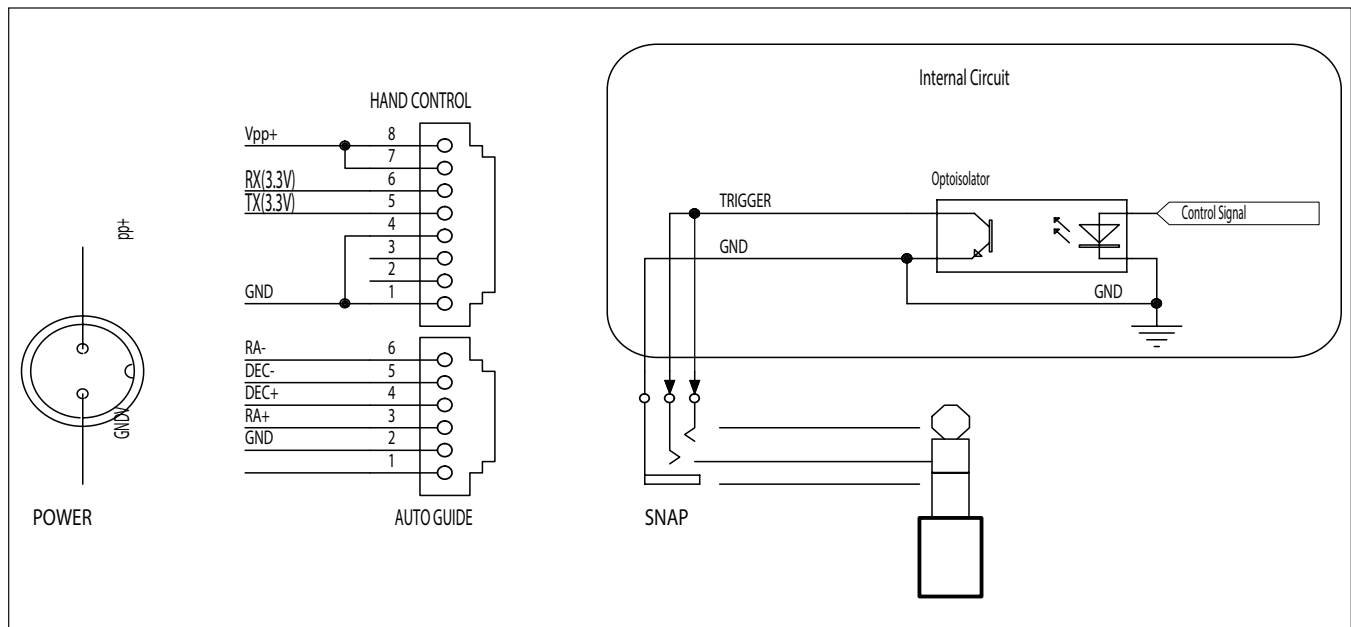 Internal Circuit
HAND CONTROL
Vpp+ 8
7
RX(3.3V) 6
TX(3.3V) 5
4
3
2
GND 1
Optoisolator
TRIGGER
Control Signal
GND
GND
pp+
GNDV
POWER
RA- 6
DEC- 5
DEC+ 4
RA+ 3
GND 2
1
AUTO GUIDE
SNAP